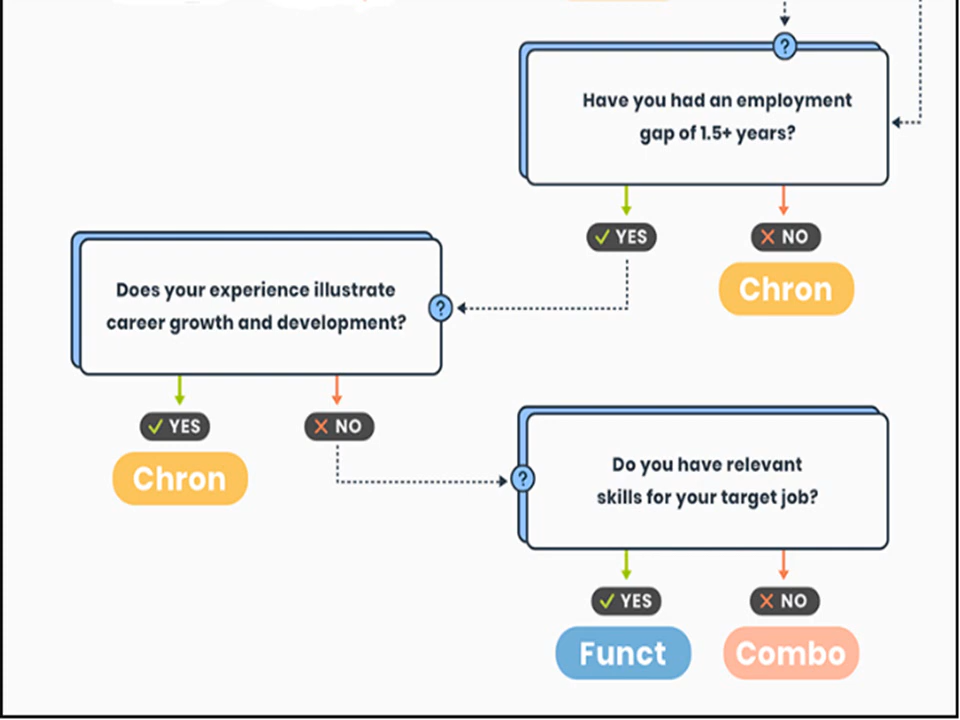 ?
Have you had an employment
gap of 1.5+ years?
YES
NO
Chron
Does your experience illustrate
career growth and development?
?
YES
NO
Chron
?
Do you have relevant
skills for your target job?
YES
NO
Funct
Combo